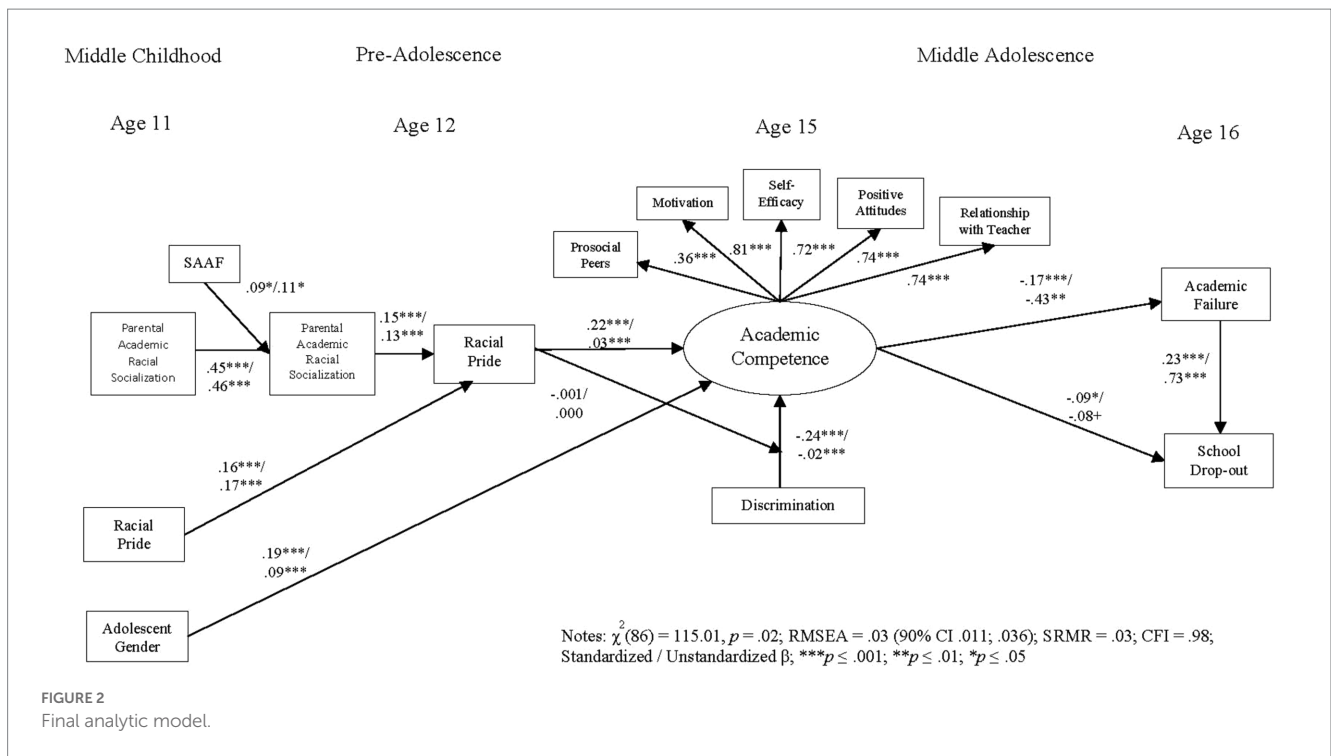 Middle Childhood
Pre-Adolescence
Middle Adolescence
Age 11
Age 12
Age 15
Age 16
SAAF
.09*/.11*
Parental
Academic
Racial
Socialization
.45***/
.46***
Parental
Academic
Racial
Socialization
.15***/
.13***
Racial
Pride
.22***/
.03***
-.001/
.000
Prosocial
Peers
Motivation
Self-
Efficacy
Positive
Attitudes
Relationship
with Teacher
.36***
.81***
.72***
.74***
.74***
Academic
Competence
-.17***/
-.43**
Academic
Failure
.23***/
.73***
-.09*/
-.08+
School
Drop-out
-.24***/
-.02***
Discrimination
.16***/
.17***
Racial
Pride
.19***/
.09***
Adolescent
Gender
Notes: χ²(86) = 115.01, p = .02; RMSEA = .03 (90% CI .011; .036); SRMR = .03; CFI = .98;
Standardized / Unstandardized β; ***p ≤ .001; **p ≤ .01; *p ≤ .05
FIGURE 2
Final analytic model.